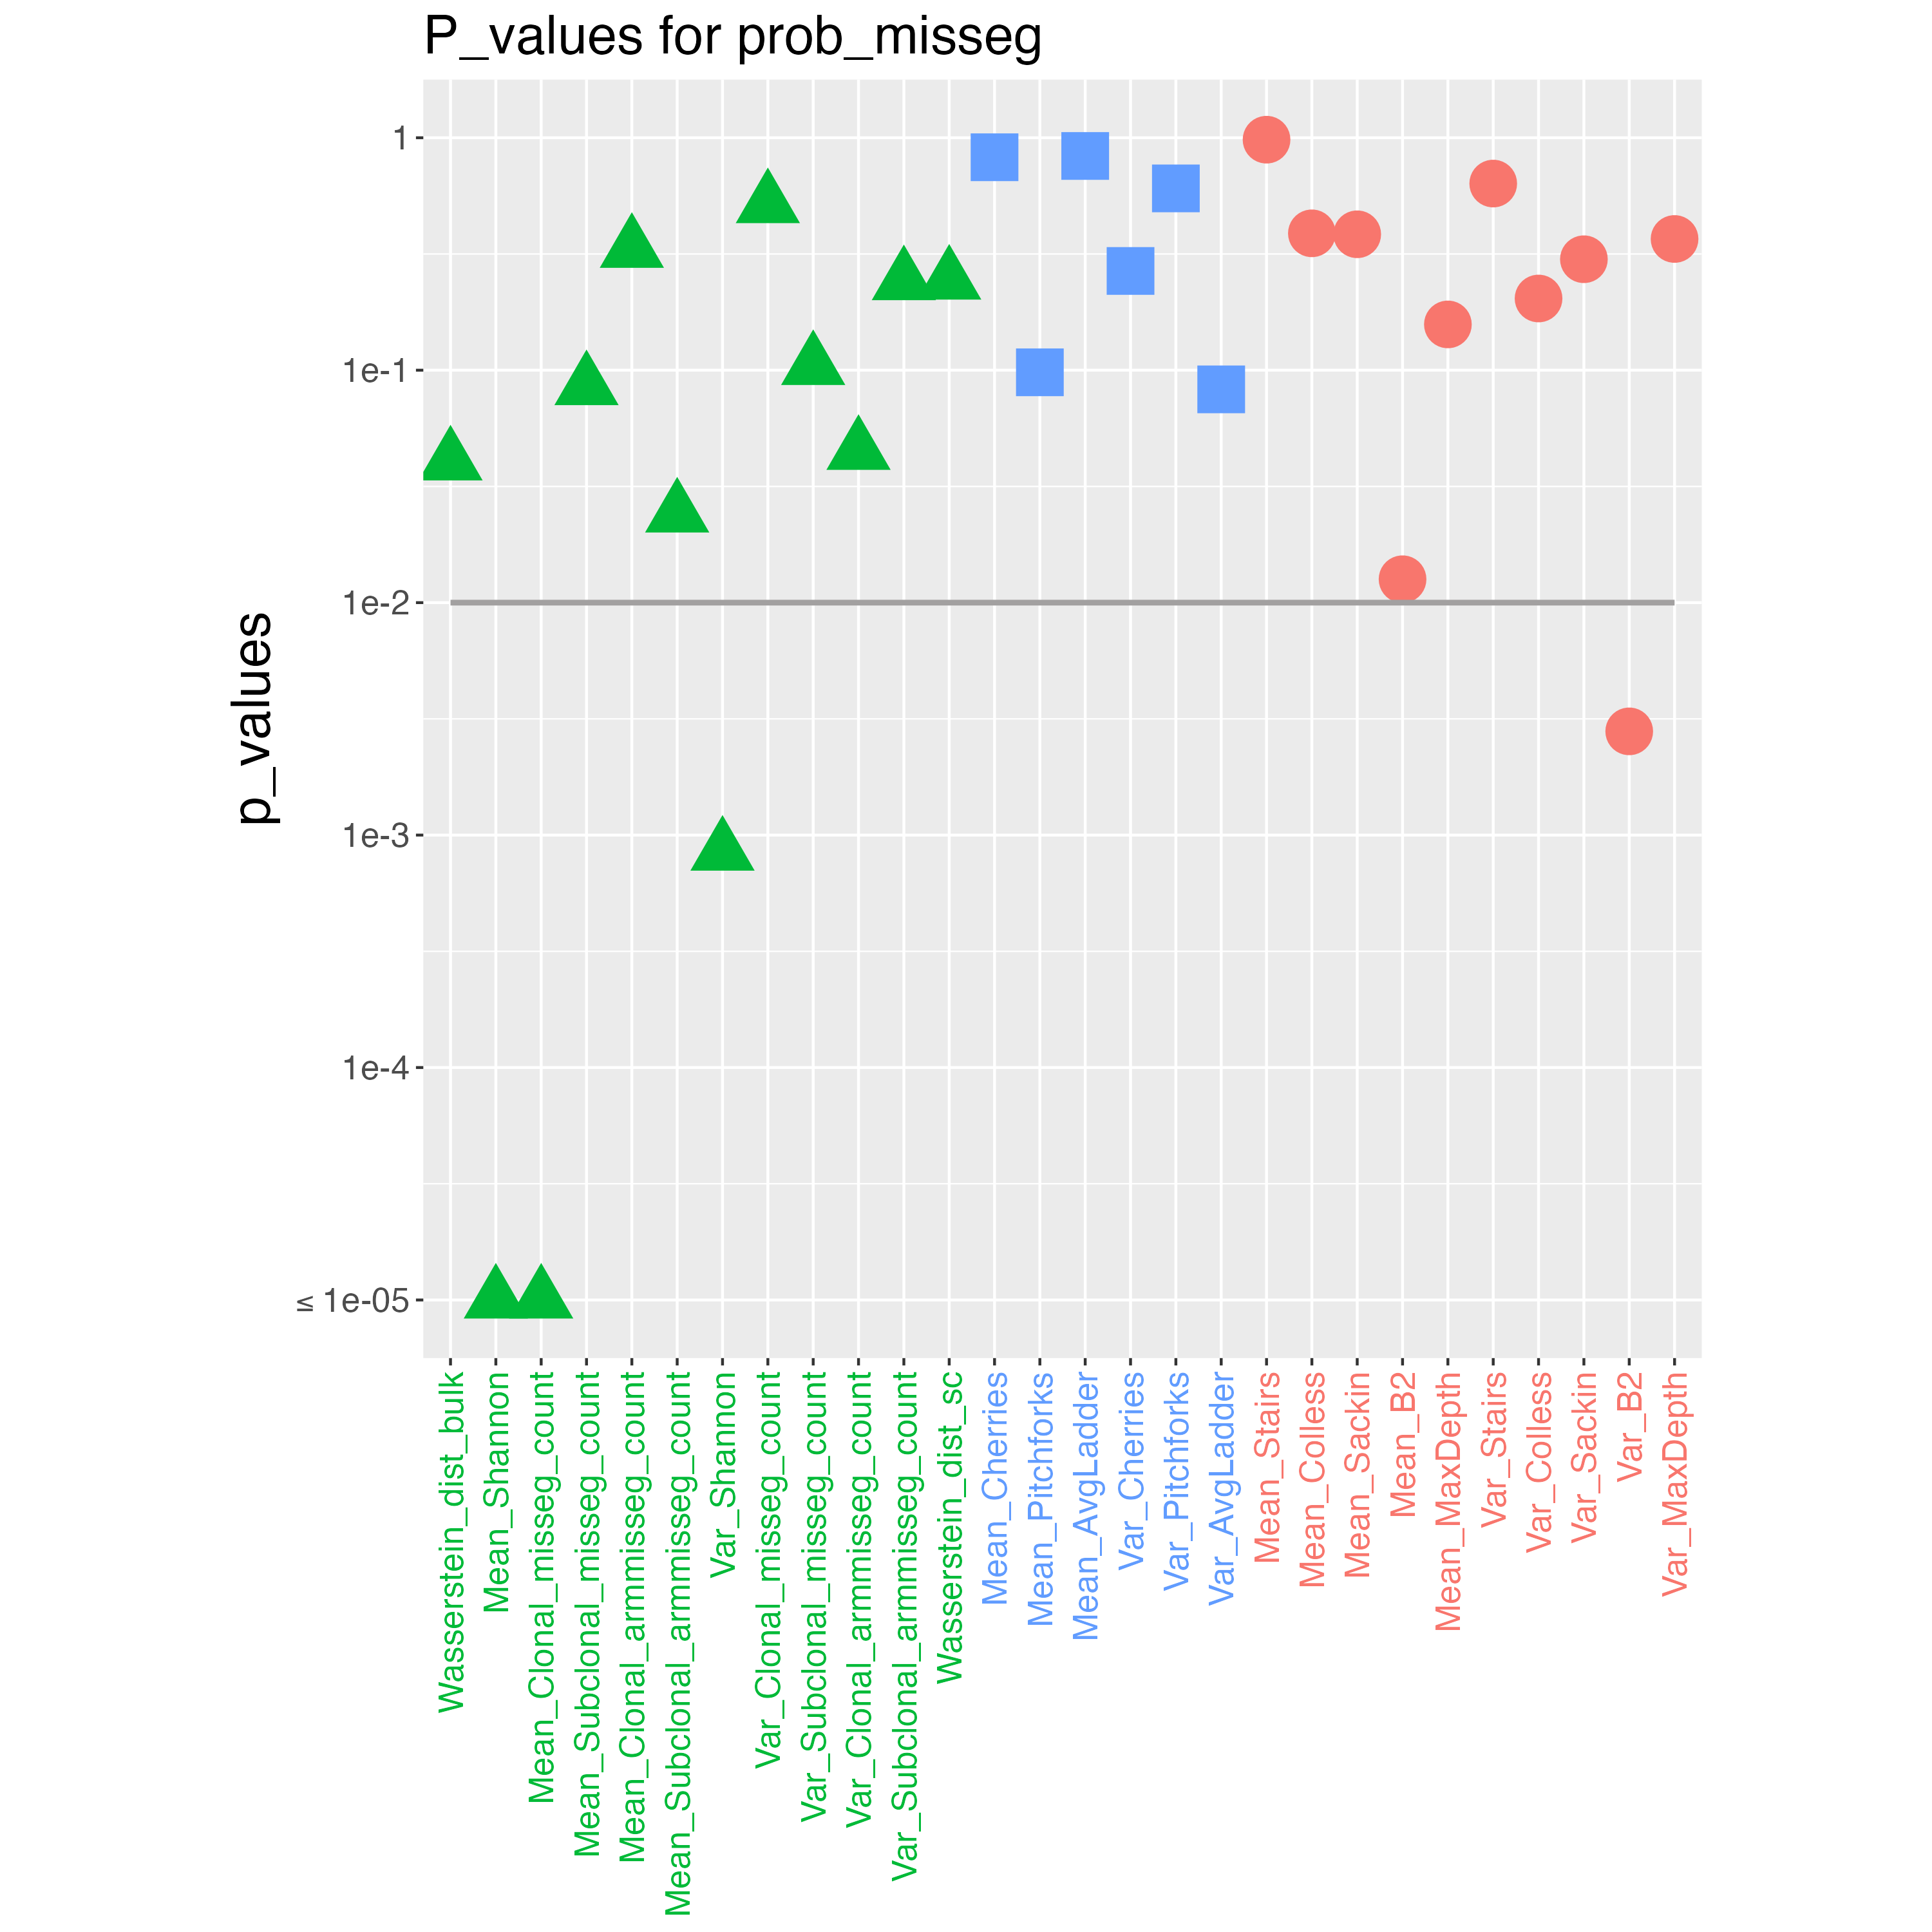 P_values for prob_misseg
p_values
1
1e-1
1e-2
1e-3
1e-4
≤ 1e-05
Wasserstein_dist_bulk
Mean_Shannon
Mean_Clonal_misseg_count
Mean_Subclonal_misseg_count
Mean_Clonal_armmisseg_count
Mean_Subclonal_armmisseg_count
Var_Shannon
Var_Clonal_misseg_count
Var_Subclonal_misseg_count
Var_Clonal_armmisseg_count
Var_Subclonal_armmisseg_count
Wasserstein_dist_sc
Mean_Cherries
Mean_Pitchforks
Mean_AvgLadder
Var_Cherries
Var_Pitchforks
Var_AvgLadder
Mean_Stairs
Mean_Colless
Mean_Sackin
Mean_B2
Mean_MaxDepth
Var_Stairs
Var_Colless
Var_Sackin
Var_B2
Var_MaxDepth